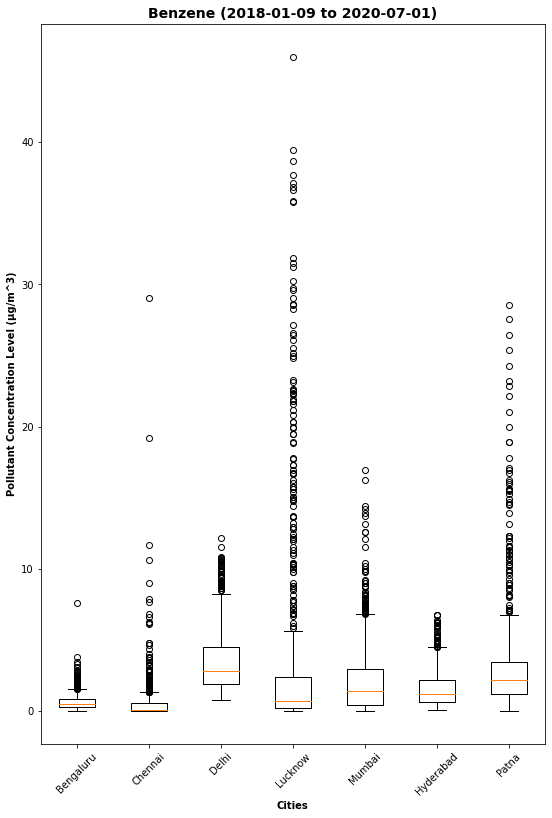 Benzene (2018-01-09 to 2020-07-01)
Pollutant Concentration Level (µg/m^3)
40
30
20
10
0
Bengaluru
Chennai
Delhi
Lucknow
Mumbai
Hyderabad
Patna
Cities